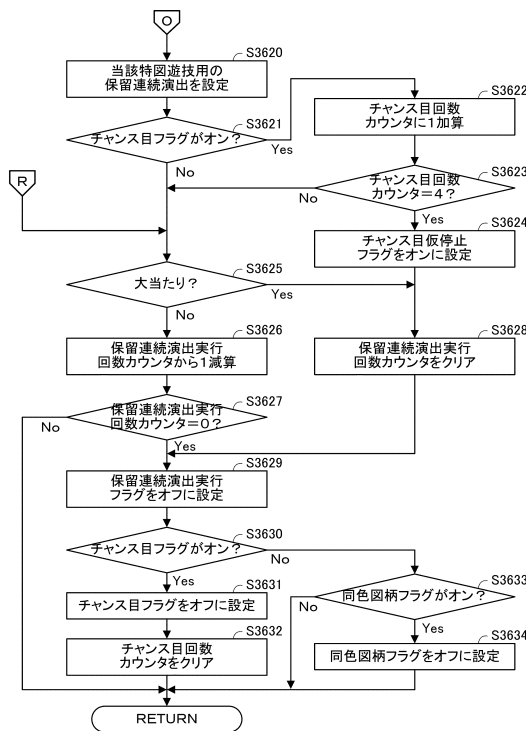 O
S3620
当該特図遊技用の
保留連続演出を設定
S3621
チャンス目フラグがオン?
Yes
No
S3622
チャンス目回数
カウンタに1加算
S3623
チャンス目回数
カウンタ=4?
No
Yes
R
S3624
チャンス目仮停止
フラグをオンに設定
S3625
大当たり?
Yes
No
S3626
保留連続演出実行
回数カウンタから1減算
S3628
保留連続演出実行
回数カウンタをクリア
S3627
保留連続演出実行
回数カウンタ=0?
No
Yes
S3629
保留連続演出実行
フラグをオフに設定
S3630
チャンス目フラグがオン?
No
Yes
S3631
チャンス目フラグをオフに設定
S3633
同色図柄フラグがオン?
No
Yes
S3632
チャンス目回数
カウンタをクリア
S3634
同色図柄フラグをオフに設定
RETURN